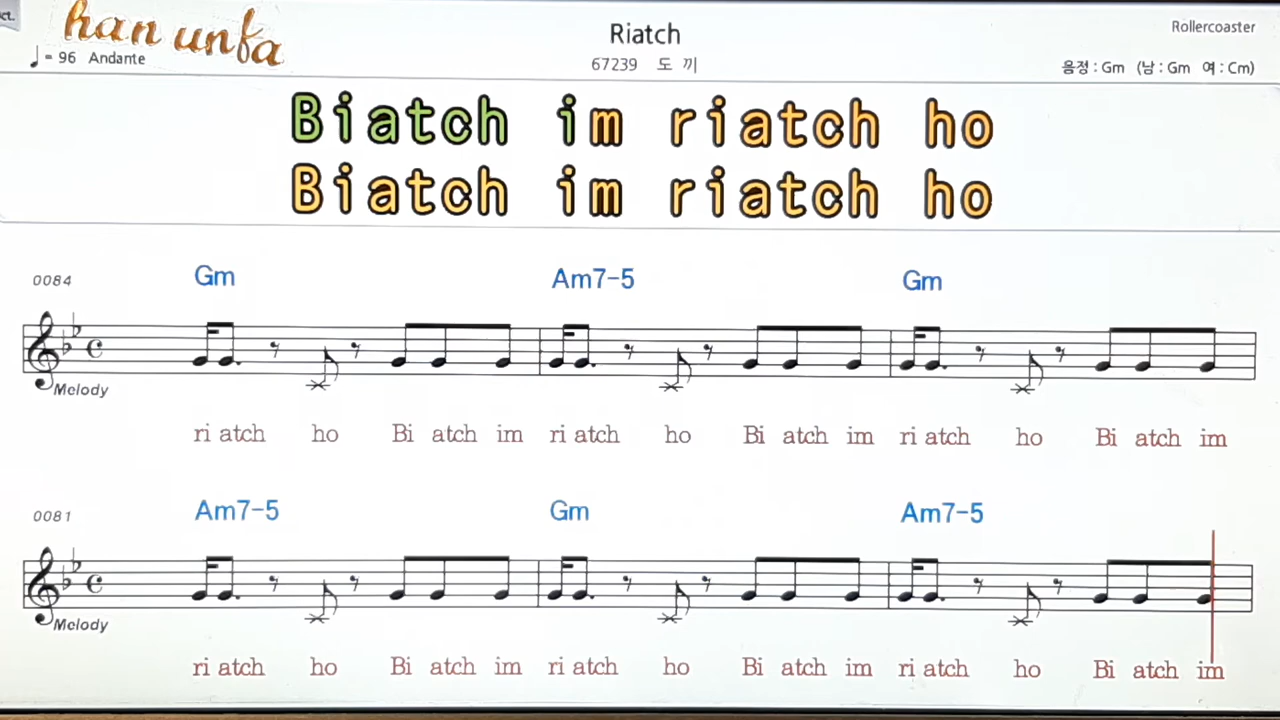 ct.
han unfa
Riatch
Rollercoaster
♩= 96 Andante
67239 도 끼
음정 : Gm (남 : Gm 여 : Cm)
Biatch im riatch ho
Biatch im riatch ho
0084 Gm Am7-5 Gm
Melody
ri atch ho Bi atch im ri atch ho Bi atch im ri atch ho Bi atch im
0081 Am7-5 Gm Am7-5
Melody
ri atch ho Bi atch im ri atch ho Bi atch im ri atch ho Bi atch im